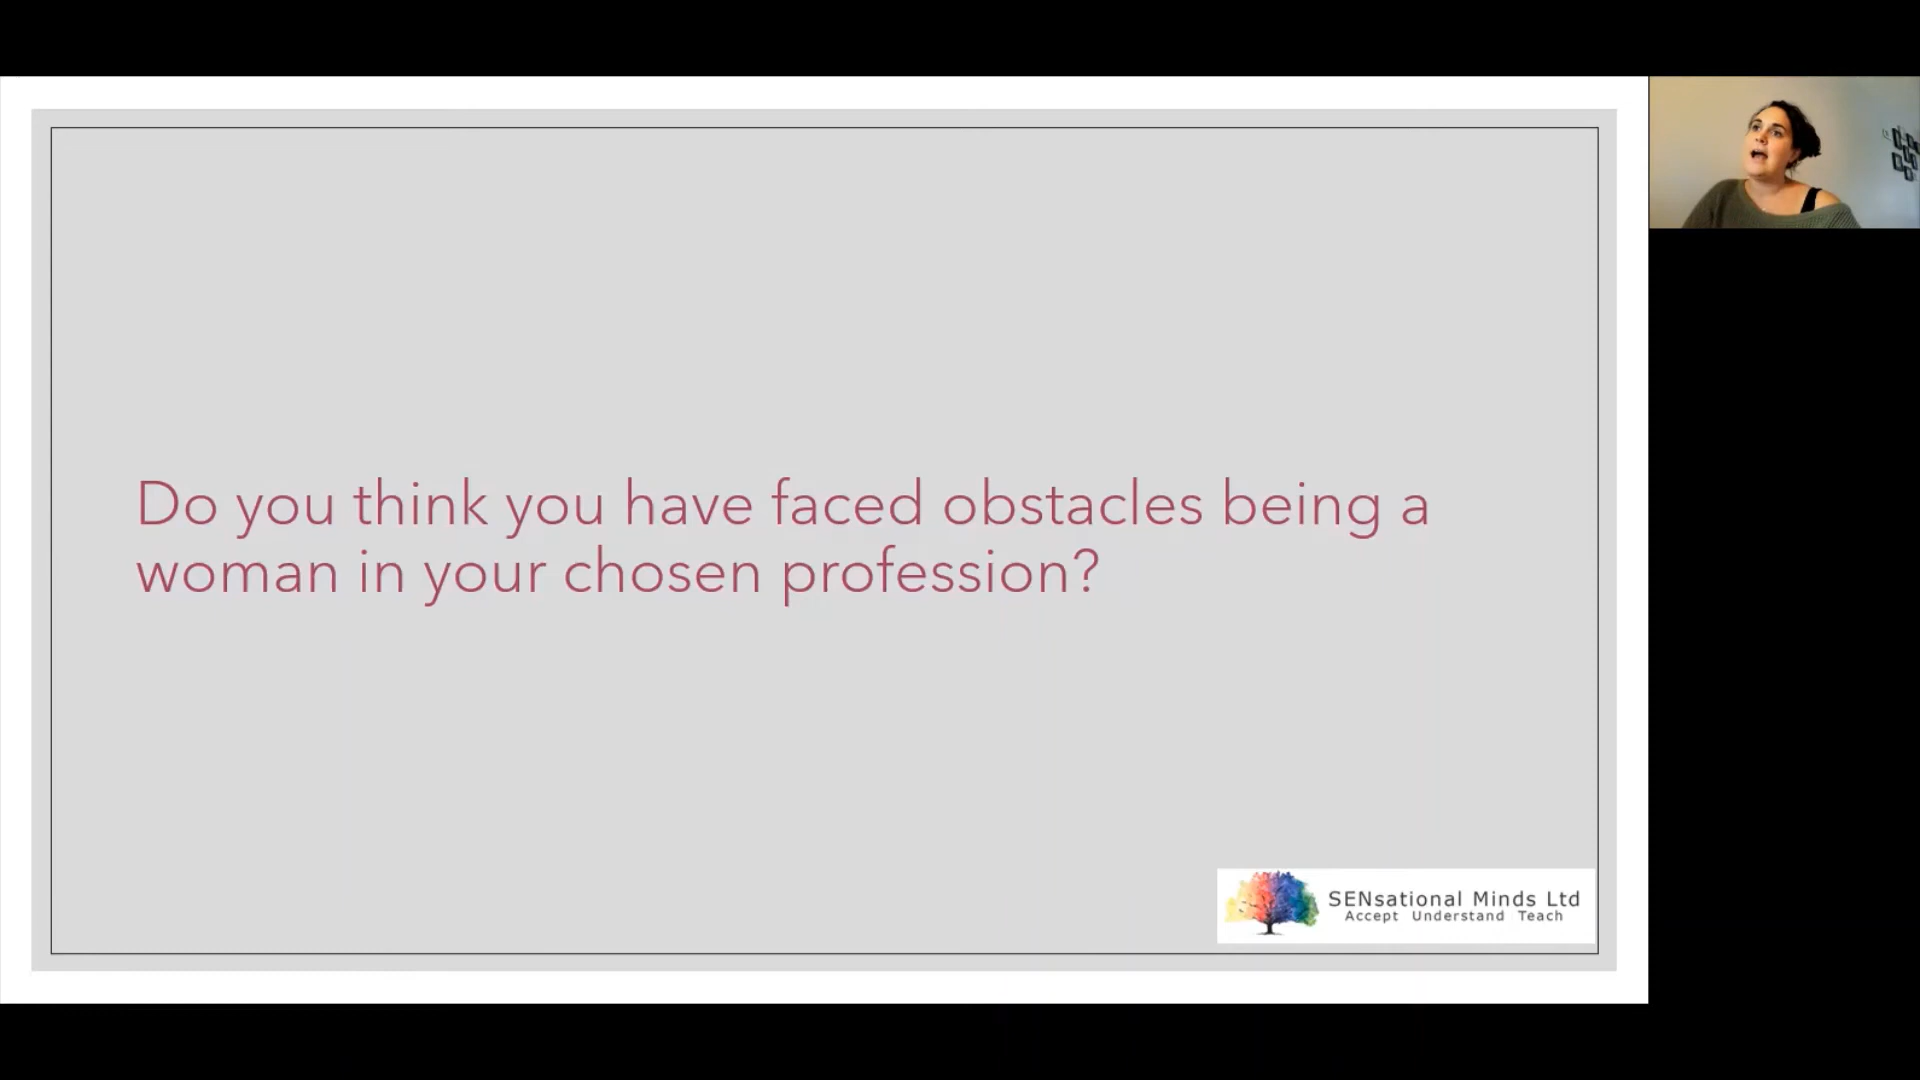 Do you think you have faced obstacles being a
woman in your chosen profession?
SENsational Minds Ltd
Accept Understand Teach